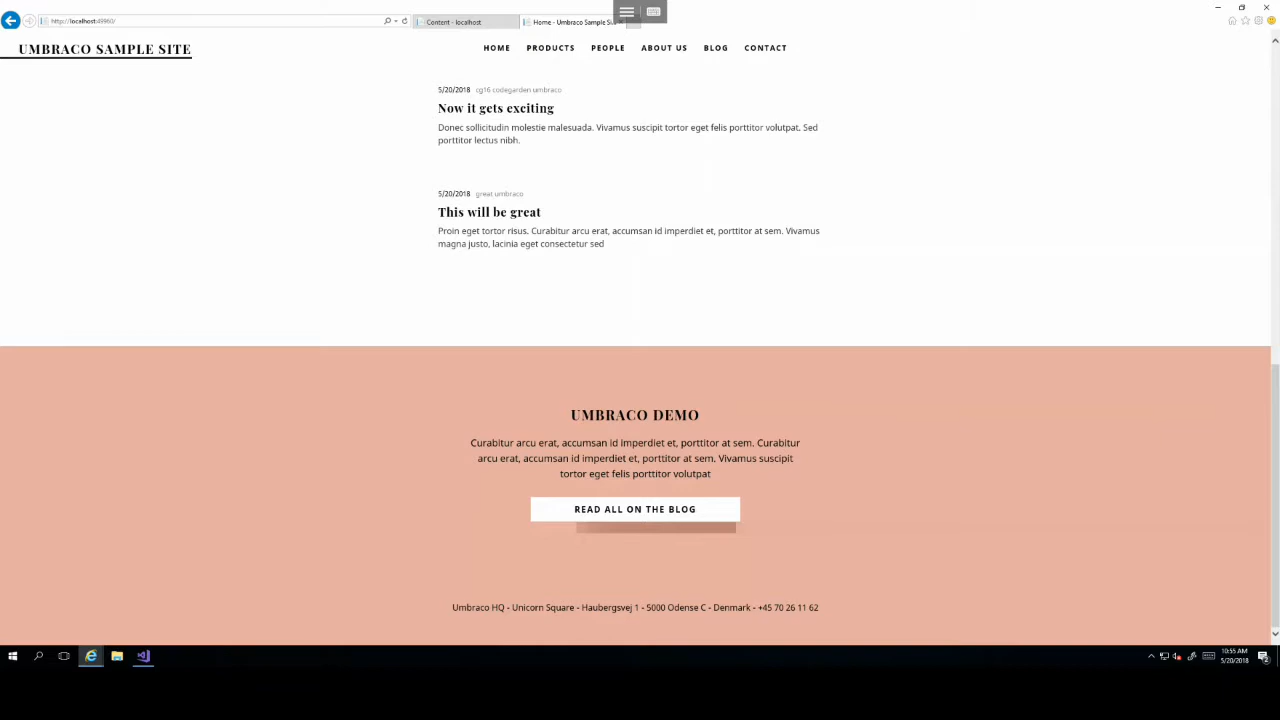 http://localhost:49960/
Content - localhost
Home - Umbraco Sample Si...
UMBRACO SAMPLE SITE
HOME PRODUCTS PEOPLE ABOUT US BLOG CONTACT
5/20/2018 cg16 codegarden umbraco
Now it gets exciting
Donec sollicitudin molestie malesuada. Vivamus suscipit tortor eget felis porttitor volutpat. Sed
porttitor lectus nibh.
5/20/2018 great umbraco
This will be great
Proin eget tortor risus. Curabitur arcu erat, accumsan id imperdiet et, porttitor at sem. Vivamus
magna justo, lacinia eget consectetur sed
UMBRACO DEMO
Curabitur arcu erat, accumsan id imperdiet et, porttitor at sem. Curabitur
arcu erat, accumsan id imperdiet et, porttitor at sem. Vivamus suscipit
tortor eget felis porttitor volutpat
READ ALL ON THE BLOG
Umbraco HQ - Unicorn Square - Haubergsvej 1 - 5000 Odense C - Denmark - +45 70 26 11 62
10:55 AM
5/20/2018
2